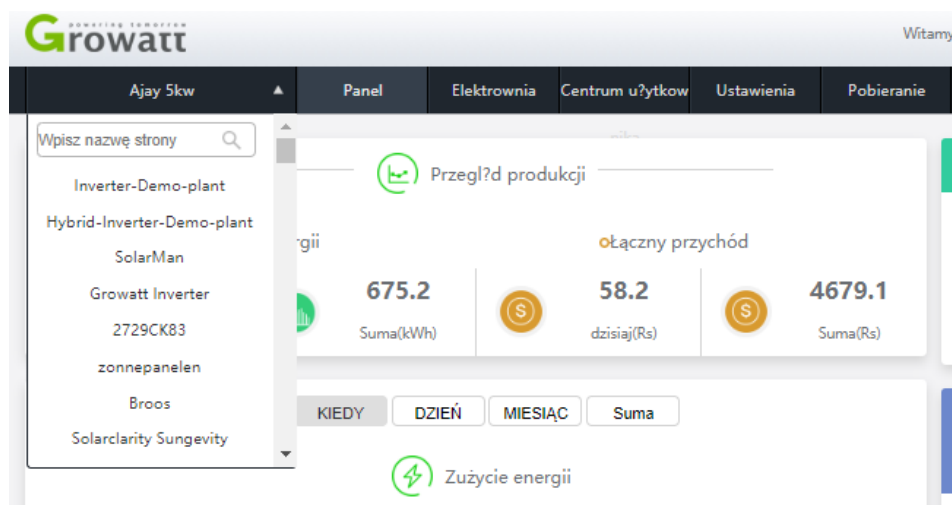 powering tomorrow
Growatt
Witamy
Ajay 5kw ▲ Panel Elektrownia Centrum u?ytkow Ustawienia Pobieranie
nika
Wpisz nazwę strony
Inverter-Demo-plant
Hybrid-Inverter-Demo-plant
SolarMan
Growatt Inverter
2729CK83
zonnepanelen
Broos
Solarclarity Sungevity
Przegl?d produkcji
rgii
Łączny przychód
675.2
Suma(kWh)
58.2
dzisiaj(Rs)
4679.1
Suma(Rs)
KIEDY DZIEŃ MIESIĄC Suma
Zużycie energii